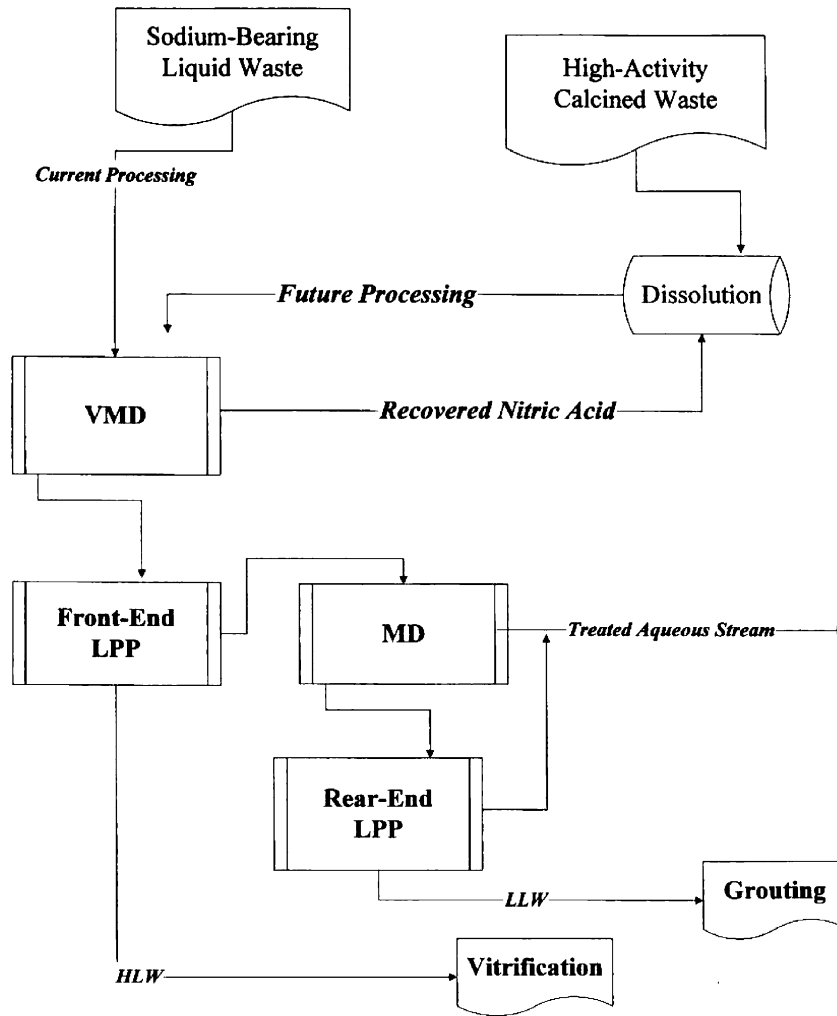 Sodium-Bearing
Liquid Waste
High-Activity
Calcined Waste
Current Processing
Future Processing
Dissolution
VMD
Recovered Nitric Acid
Front-End
LPP
MD
Treated Aqueous Stream
Rear-End
LPP
LLW
Grouting
HLW
Vitrification